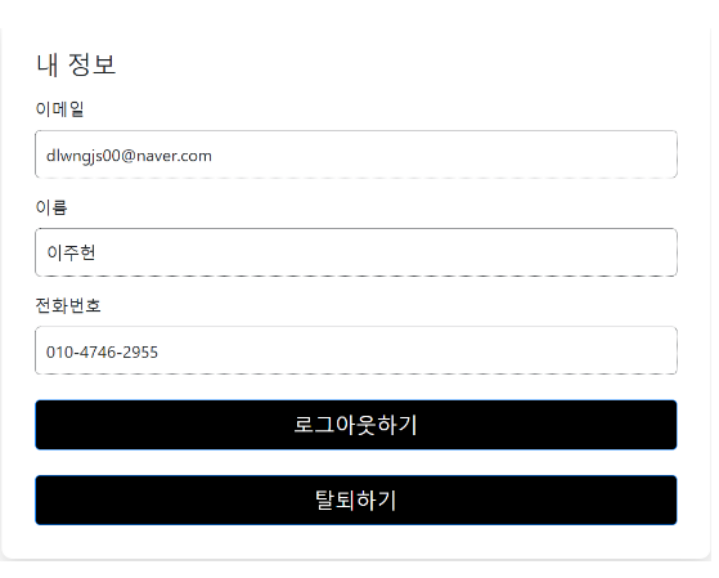 내 정보
이메일
dlwngjs00@naver.com
이름
이주헌
전화번호
010-4746-2955
로그아웃하기
탈퇴하기